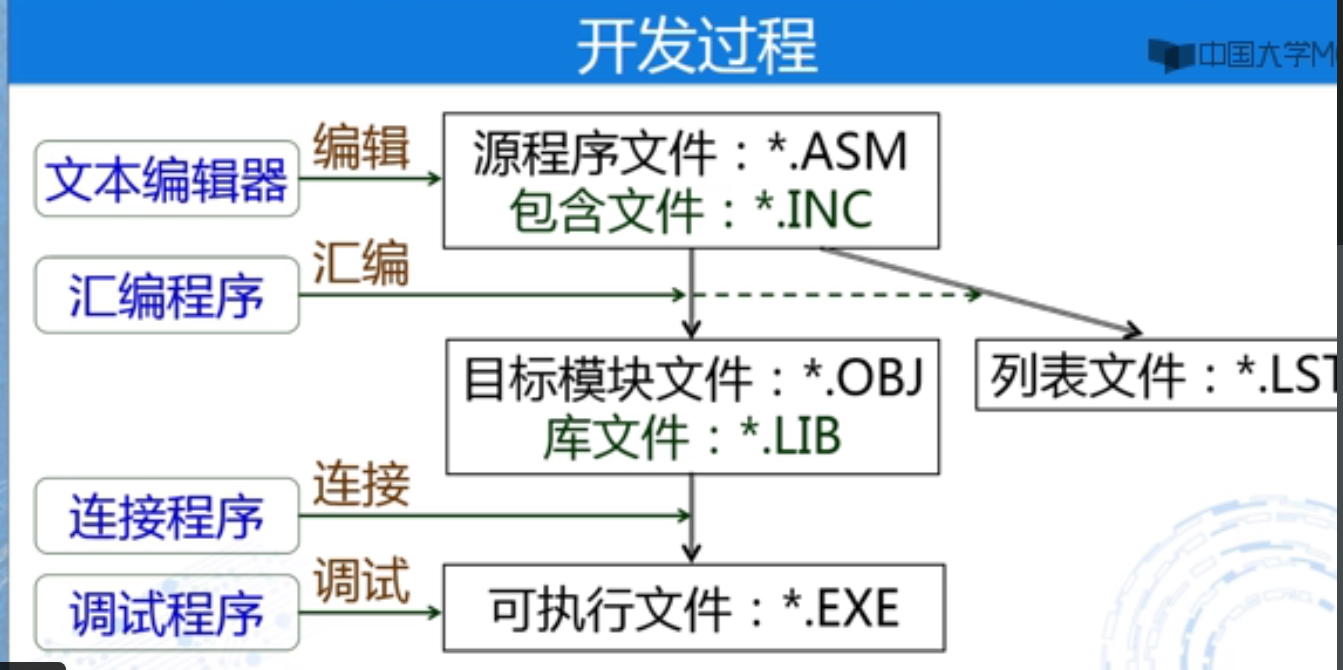 开发过程
中国大学M
文本编辑器
编辑
源程序文件：*.ASM
包含文件：*.INC
汇编程序
汇编
目标模块文件：*.OBJ
库文件：*.LIB
列表文件：*.LST
连接程序
连接
调试程序
调试
可执行文件：*.EXE